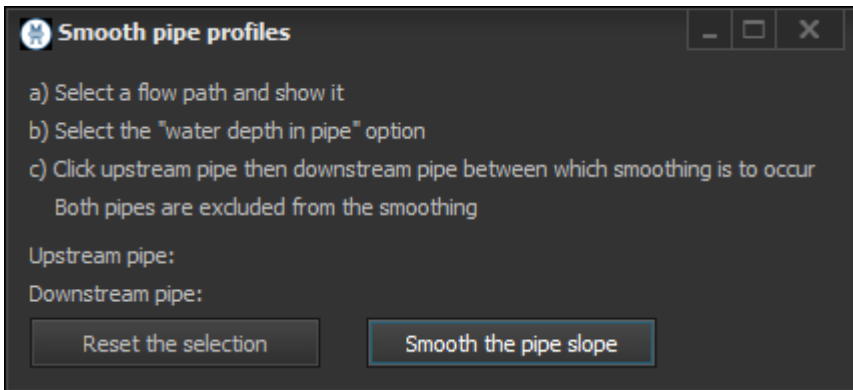 Smooth pipe profiles
a) Select a flow path and show it
b) Select the "water depth in pipe" option
c) Click upstream pipe then downstream pipe between which smoothing is to occur
Both pipes are excluded from the smoothing
Upstream pipe:
Downstream pipe:
Reset the selection
Smooth the pipe slope